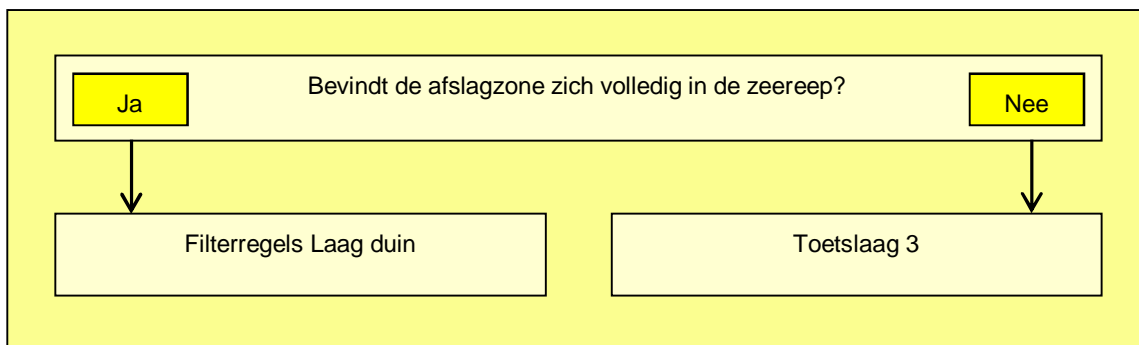 Bevindt de afslagzone zich volledig in de zeereep?
Ja
Nee
Filterregels Laag duin
Toetslaag 3